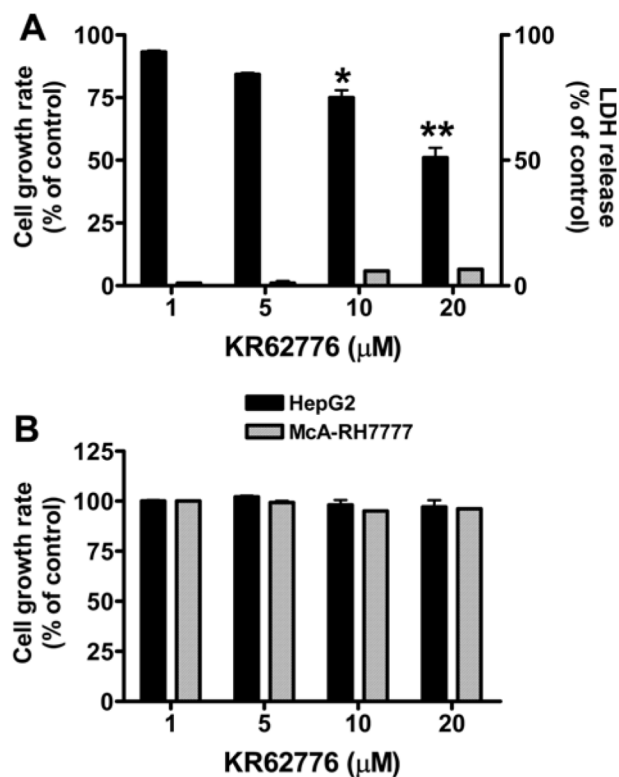 A
Cell growth rate
(% of control)
100
75
50
25
0
*
**
100
50
0
LDH release
(% of control)
1 5 10 20
KR62776 (μM)
HepG2
McA-RH7777
B
Cell growth rate
(% of control)
125
100
75
50
25
0
1 5 10 20
KR62776 (μM)